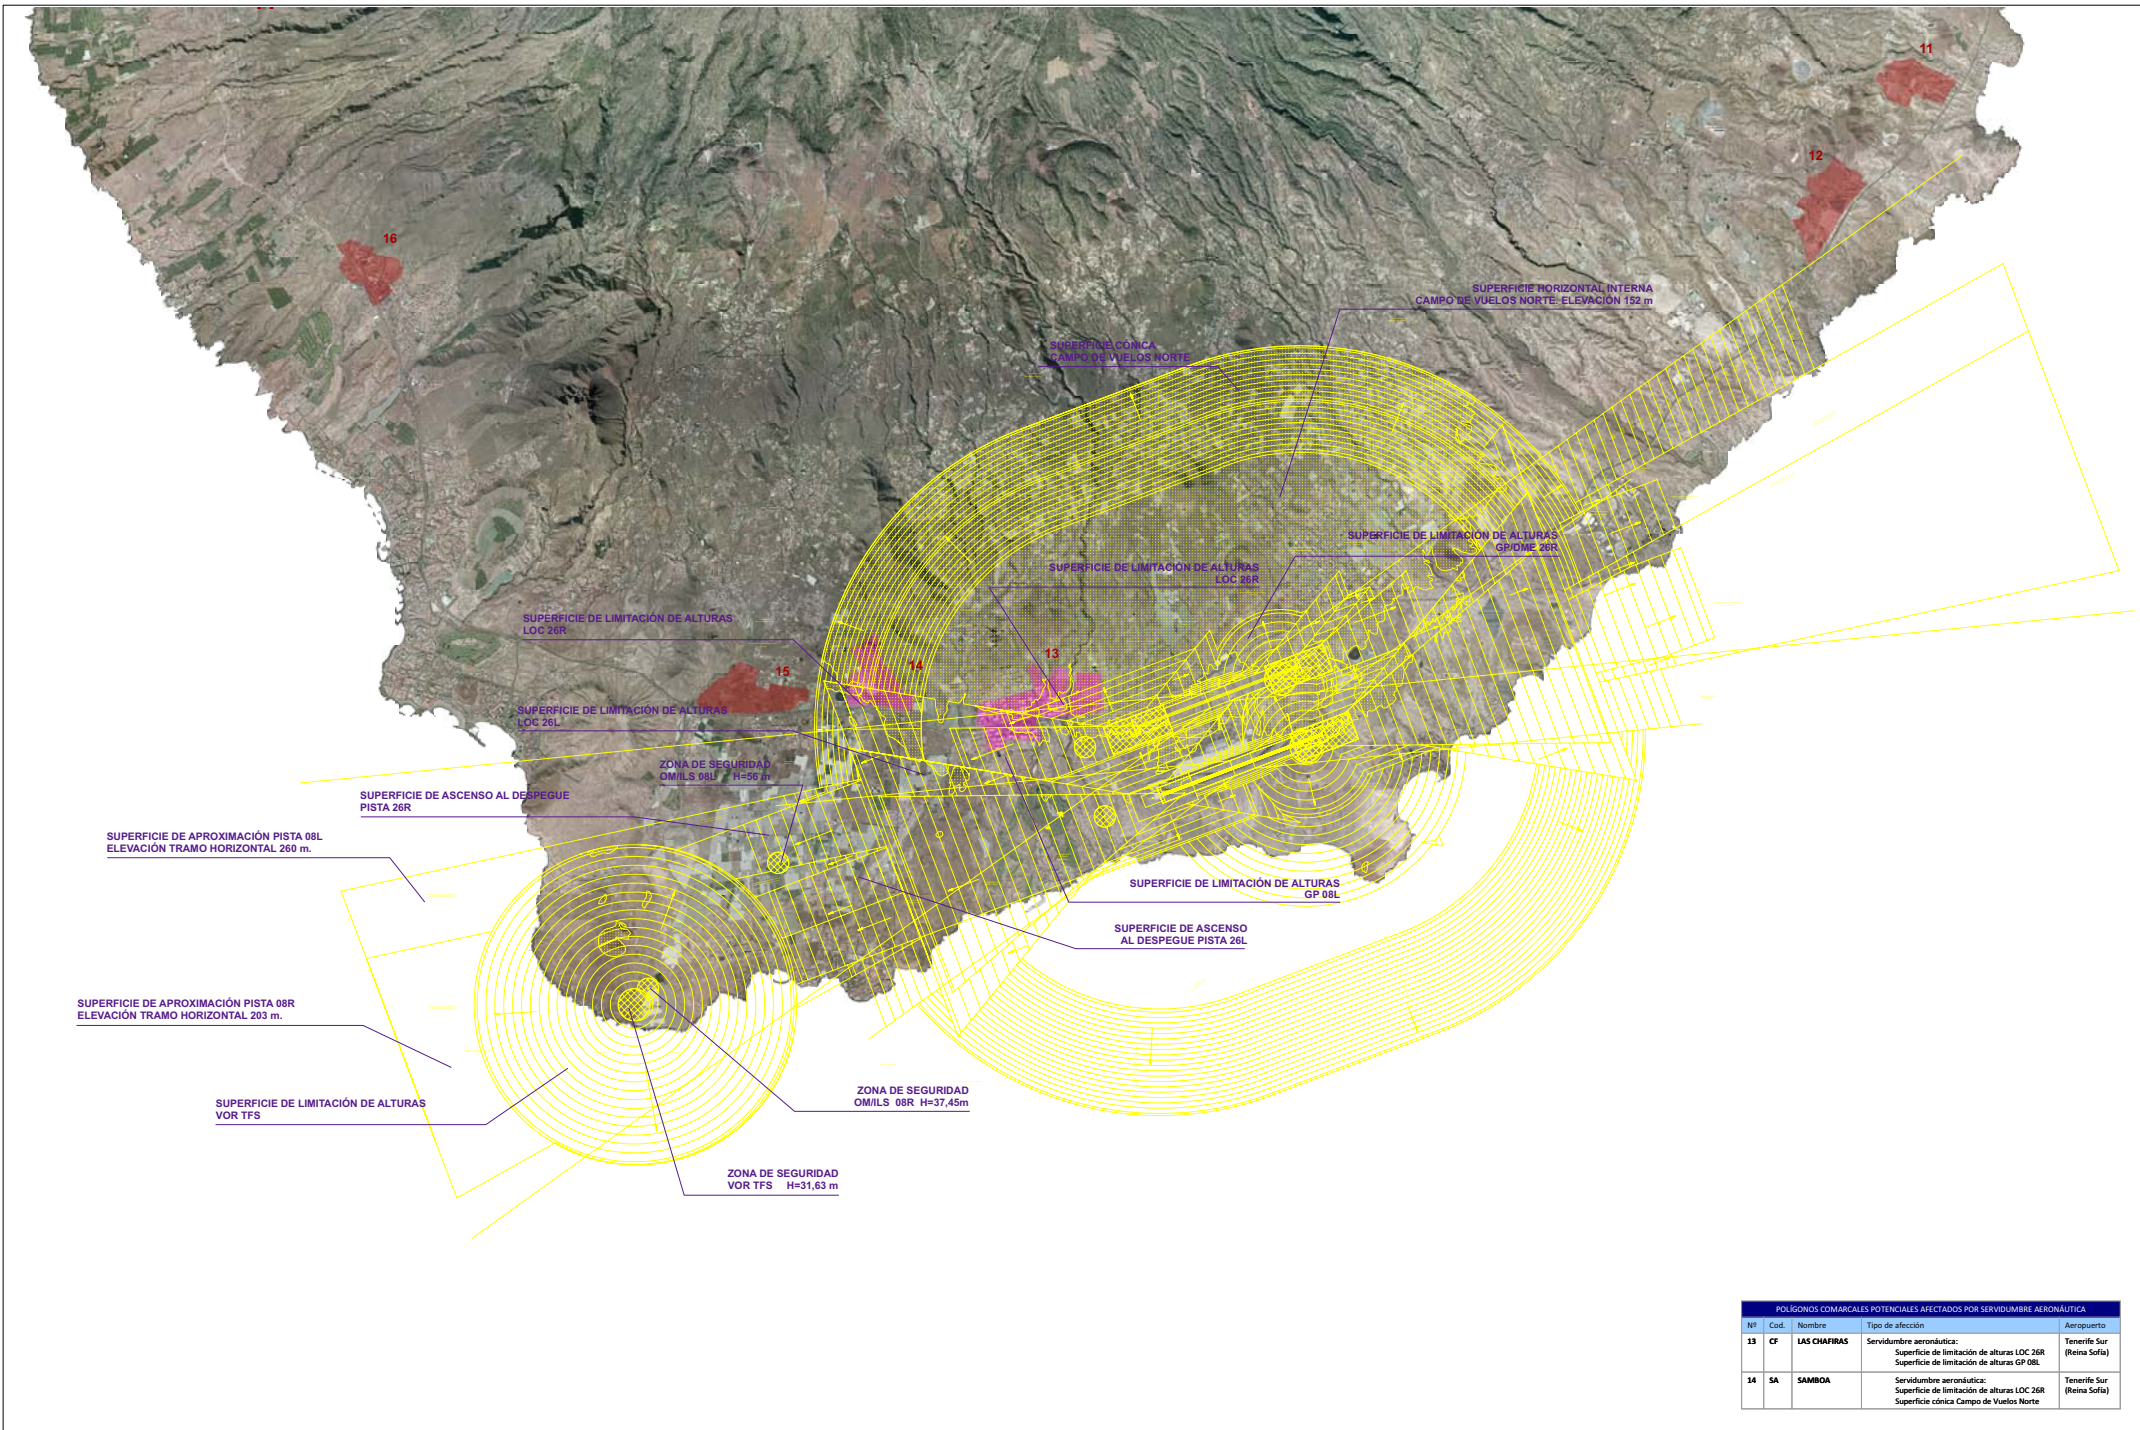 11
12
16
SUPERFICIE HORIZONTAL INTERNA
CAMPO DE VUELOS NORTE. ELEVACIÓN 152 m
SUPERFICIE CÓNICA
CAMPO DE VUELOS NORTE
SUPERFICIE DE LIMITACIÓN DE ALTURAS
GP/DME 26R
SUPERFICIE DE LIMITACIÓN DE ALTURAS
LOC 26R
SUPERFICIE DE LIMITACIÓN DE ALTURAS
LOC 26R
13
14
15
SUPERFICIE DE LIMITACIÓN DE ALTURAS
LOC 26L
ZONA DE SEGURIDAD
OM/ILS 08L H=56 m
SUPERFICIE DE ASCENSO AL DESPEGUE
PISTA 26R
SUPERFICIE DE APROXIMACIÓN PISTA 08L
ELEVACIÓN TRAMO HORIZONTAL 260 m.
SUPERFICIE DE LIMITACIÓN DE ALTURAS
GP 08L
SUPERFICIE DE ASCENSO
AL DESPEGUE PISTA 26L
SUPERFICIE DE APROXIMACIÓN PISTA 08R
ELEVACIÓN TRAMO HORIZONTAL 203 m.
ZONA DE SEGURIDAD
OM/ILS 08R H=37,45m
SUPERFICIE DE LIMITACIÓN DE ALTURAS
VOR TFS
ZONA DE SEGURIDAD
VOR TFS H=31,63 m
POLÍGONOS COMARCALES POTENCIALES AFECTADOS POR SERVIDUMBRE AERONÁUTICA
Nº Cod. Nombre Tipo de afección Aeropuerto
13 CF LAS CHAFIRAS Servidumbre aeronáutica: Tenerife Sur
Superficie de limitación de alturas LOC 26R (Reina Sofía)
Superficie de limitación de alturas GP 08L
14 SA SAMBOA Servidumbre aeronáutica: Tenerife Sur
Superficie de limitación de alturas LOC 26R (Reina Sofía)
Superficie cónica Campo de Vuelos Norte